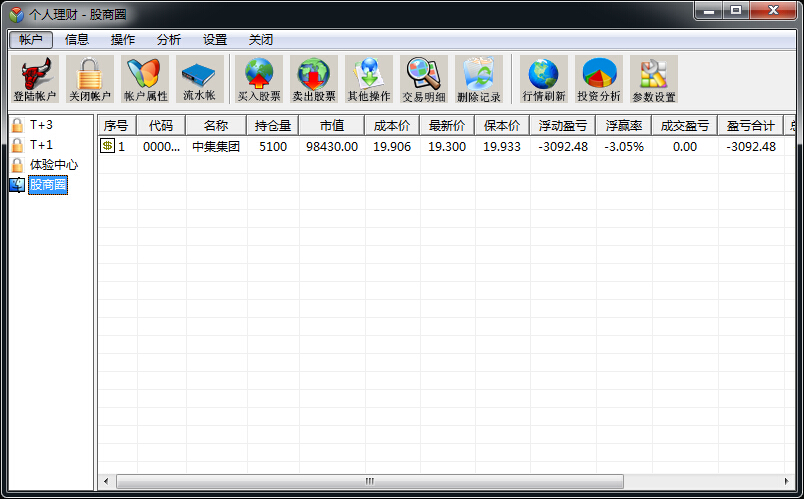 个人理财 - 股商圈
帐户 信息 操作 分析 设置 关闭
登陆帐户 关闭帐户 帐户属性 流水帐 买入股票 卖出股票 其他操作 交易明细 删除记录 行情刷新 投资分析 参数设置
T+3
T+1
体验中心
股商圈
序号 代码 名称 持仓量 市值 成本价 最新价 保本价 浮动盈亏 浮赢率 成交盈亏 盈亏合计
1 0000... 中集集团 5100 98430.00 19.906 19.300 19.933 -3092.48 -3.05% 0.00 -3092.48